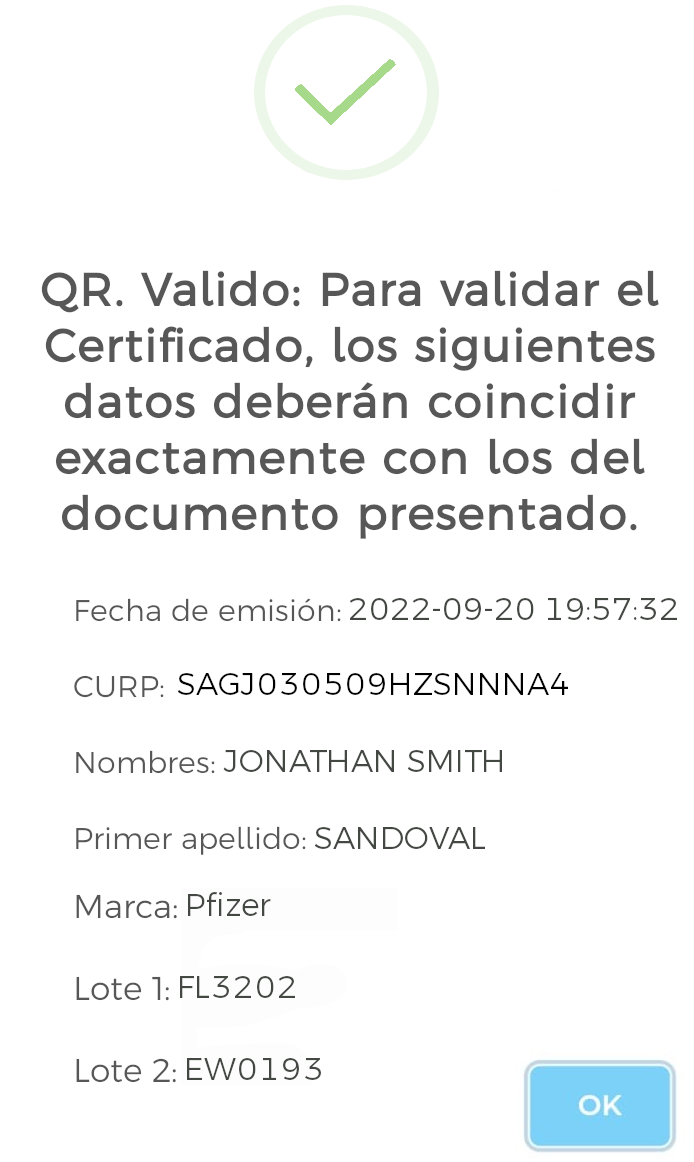 QR. Valido: Para validar el
Certificado, los siguientes
datos deberán coincidir
exactamente con los del
documento presentado.
Fecha de emisión: 2022-09-20 19:57:32
CURP: SAGJ030509HZSNNNA4
Nombres: JONATHAN SMITH
Primer apellido: SANDOVAL
Marca: Pfizer
Lote 1: FL3202
Lote 2: EW0193
OK